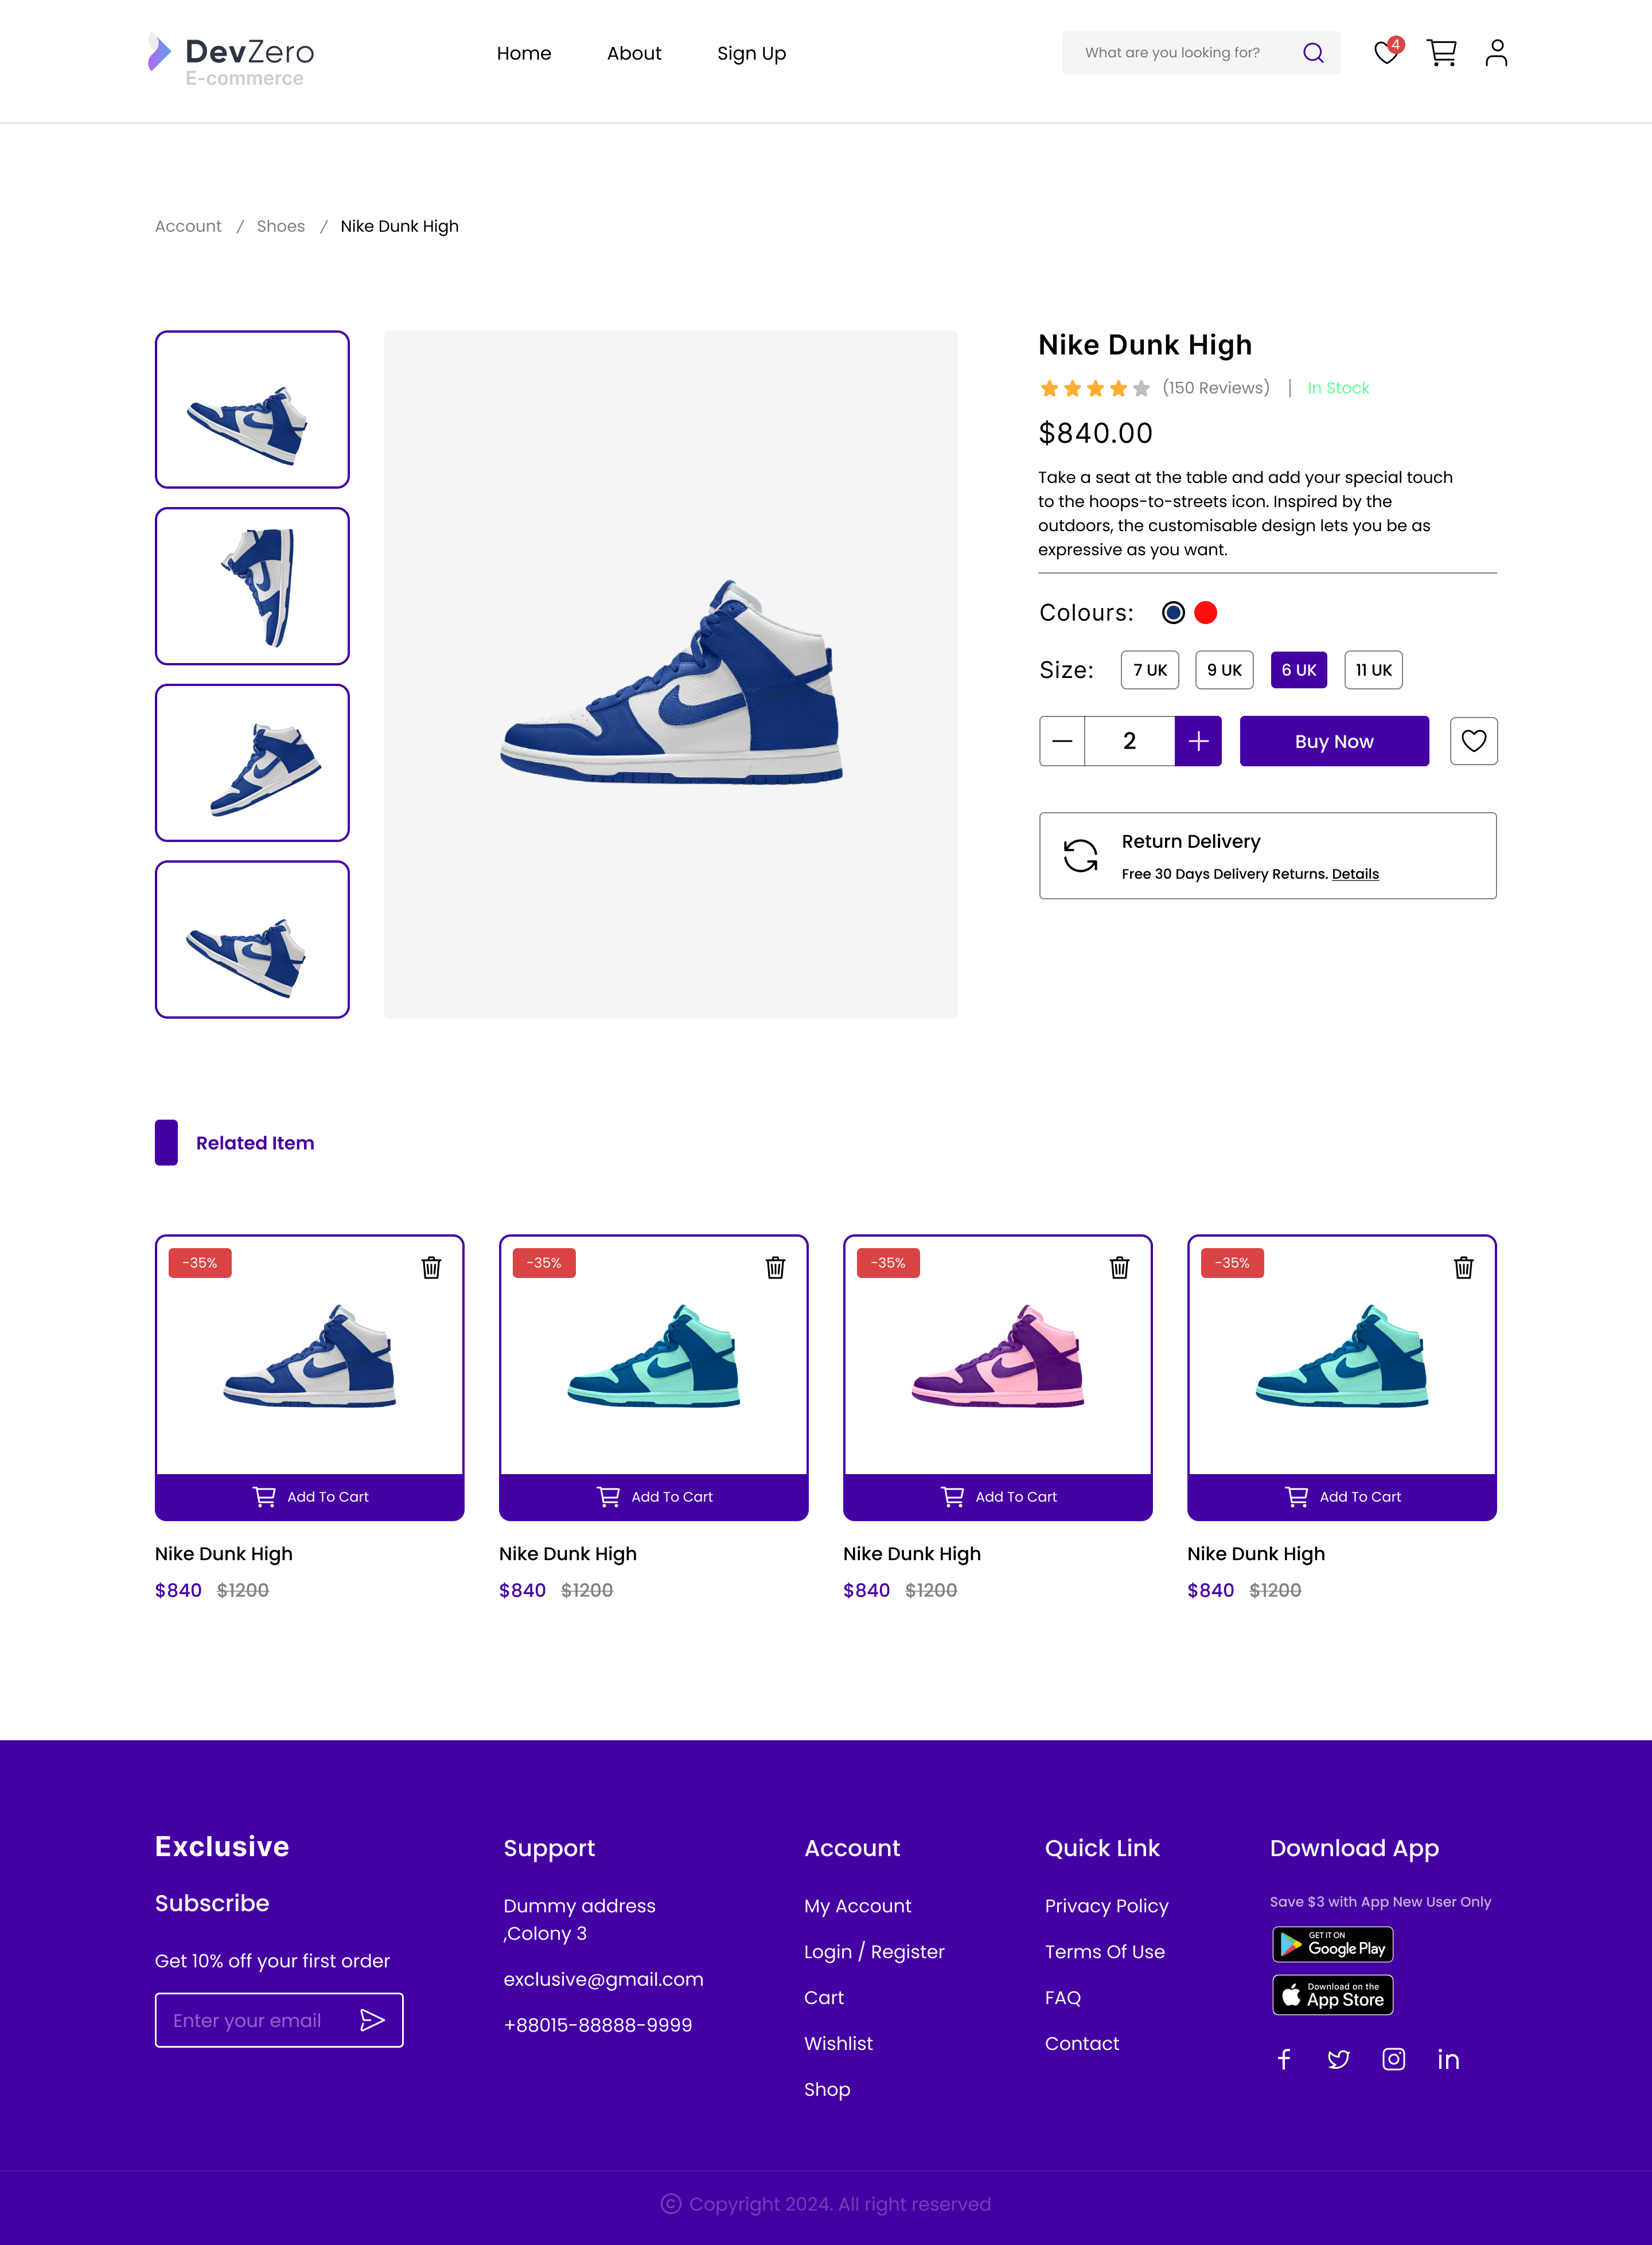 DevZero
E-commerce
Home
About
Sign Up
What are you looking for?
4
Account / Shoes / Nike Dunk High
Nike Dunk High
(150 Reviews) | In Stock
$840.00
Take a seat at the table and add your special touch
to the hoops-to-streets icon. Inspired by the
outdoors, the customisable design lets you be as
expressive as you want.
Colours:
Size:
7 UK
9 UK
6 UK
11 UK
2
Buy Now
Return Delivery
Free 30 Days Delivery Returns. Details
Related Item
-35%
Add To Cart
Nike Dunk High
$840 $1200
-35%
Add To Cart
Nike Dunk High
$840 $1200
-35%
Add To Cart
Nike Dunk High
$840 $1200
-35%
Add To Cart
Nike Dunk High
$840 $1200
Exclusive
Subscribe
Get 10% off your first order
Enter your email
Support
Dummy address
,Colony 3
exclusive@gmail.com
+88015-88888-9999
Account
My Account
Login / Register
Cart
Wishlist
Shop
Quick Link
Privacy Policy
Terms Of Use
FAQ
Contact
Download App
Save $3 with App New User Only
GET IT ON
Google Play
Download on the
App Store
in
© Copyright 2024. All right reserved